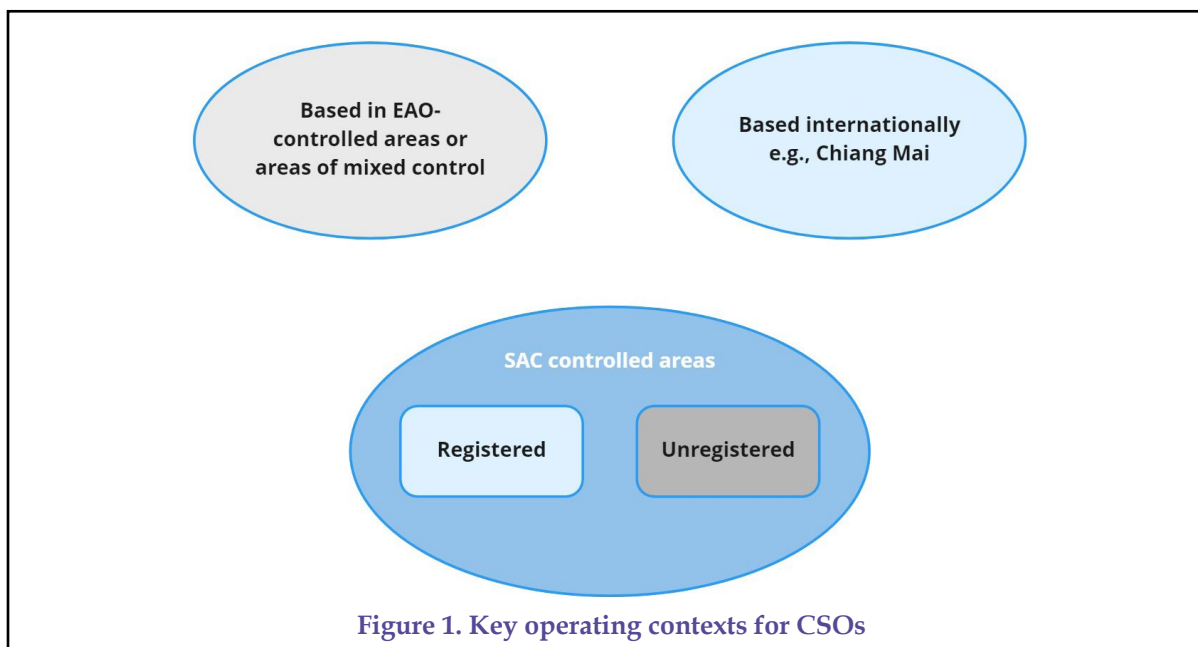 Based in EAO-
controlled areas or
areas of mixed control
Based internationally
e.g., Chiang Mai
SAC controlled areas
Registered
Unregistered
Figure 1. Key operating contexts for CSOs